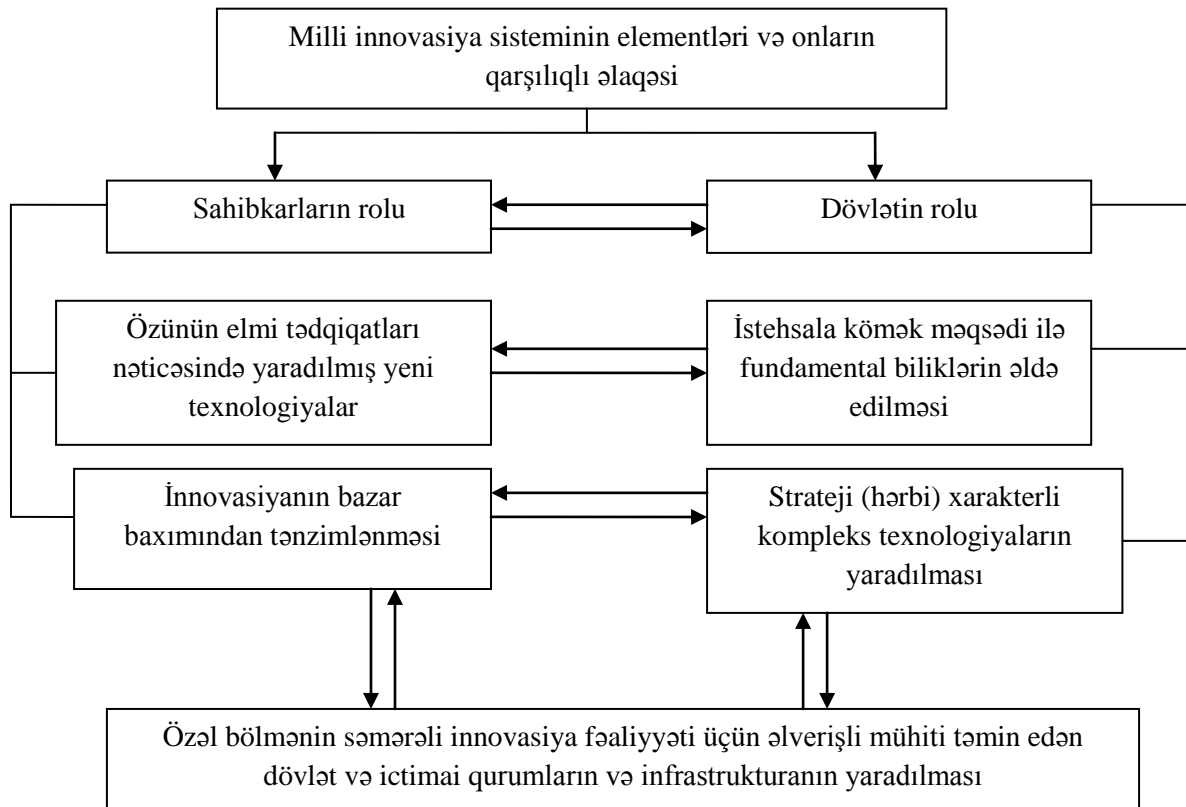 Milli innovasiya sisteminin elementləri və onların
qarşılıqlı əlaqəsi
Sahibkarların rolu
Dövlətin rolu
Özünün elmi tədqiqatları
nəticəsində yaradılmış yeni
texnologiyalar
İstehsala kömək məqsədi ilə
fundamental biliklərin əldə
edilməsi
İnnovasiyanın bazar
baxımından tənzimlənməsi
Strateji (hərbi) xarakterli
kompleks texnologiyaların
yaradılması
Özəl bölmənin səmərəli innovasiya fəaliyyəti üçün əlverişli mühiti təmin edən
dövlət və ictimai qurumların və infrastrukturanın yaradılması